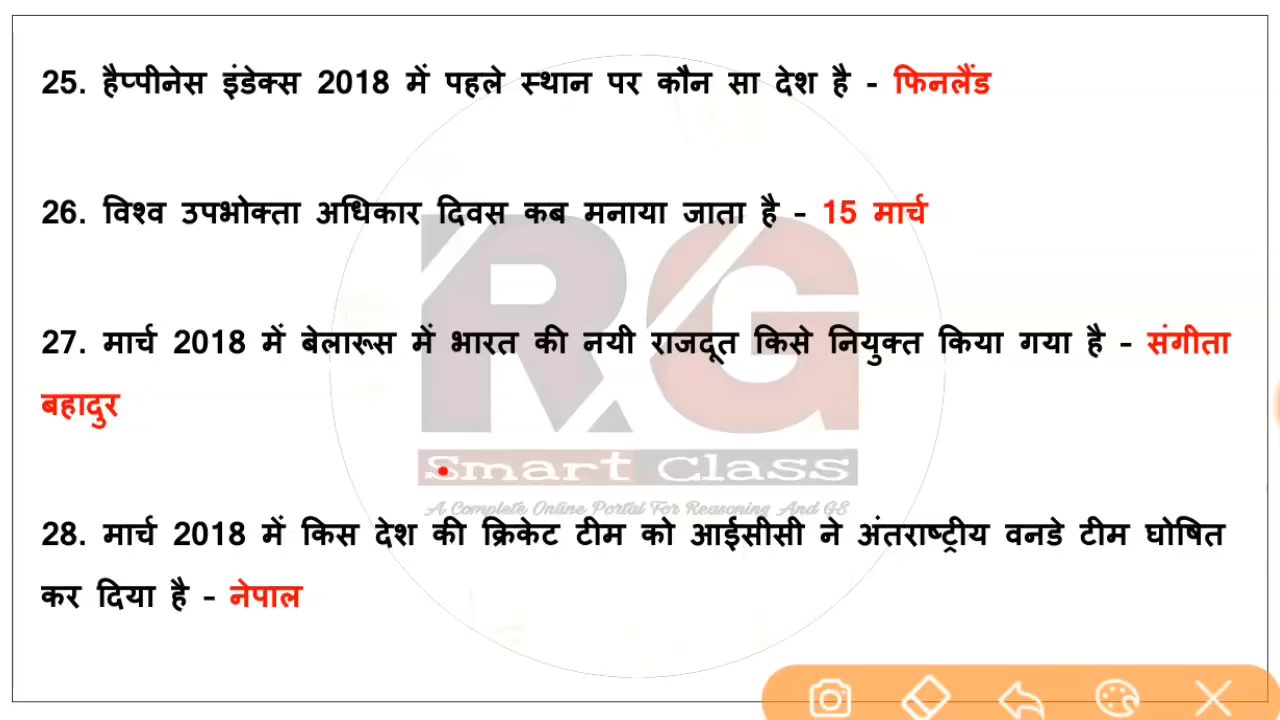 25. हैप्पीनेस इंडेक्स 2018 में पहले स्थान पर कौन सा देश है - फिनलैंड
26. विश्व उपभोक्ता अधिकार दिवस कब मनाया जाता है – 15 मार्च
27. मार्च 2018 में बेलारूस में भारत की नयी राजदूत किसे नियुक्त किया गया है – संगीता
बहादुर
RG
Smart Class
A Complete Online Portal For Reasoning And GS
28. मार्च 2018 में किस देश की क्रिकेट टीम को आईसीसी ने अंतराष्ट्रीय वनडे टीम घोषित
कर दिया है – नेपाल